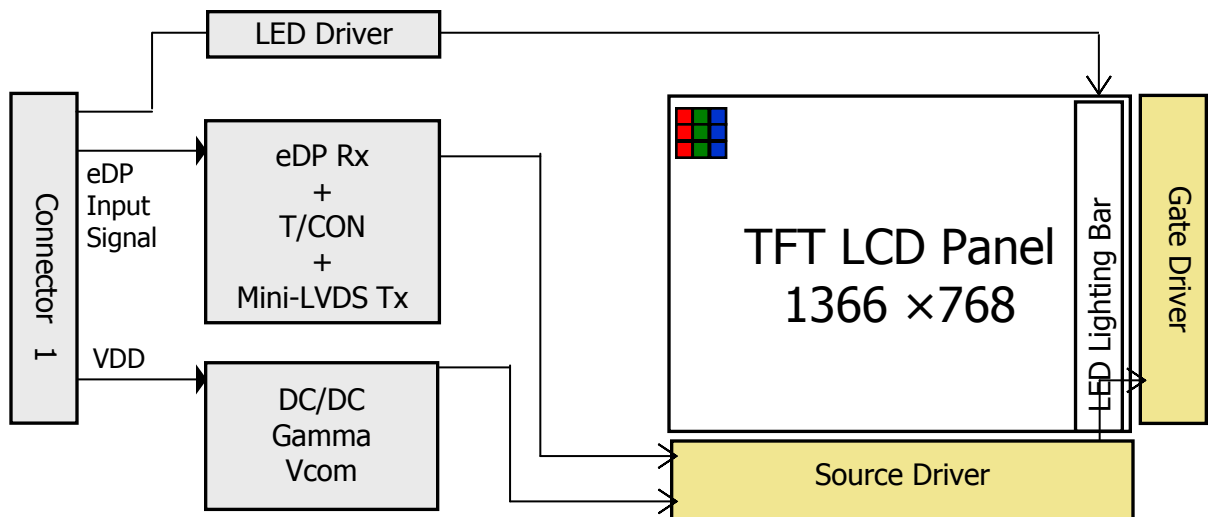 LED Driver
Connector 1
eDP
Input
Signal
eDP Rx
+
T/CON
+
Mini-LVDS Tx
VDD
DC/DC
Gamma
Vcom
TFT LCD Panel
1366 ×768
LED Lighting Bar
Gate Driver
Source Driver